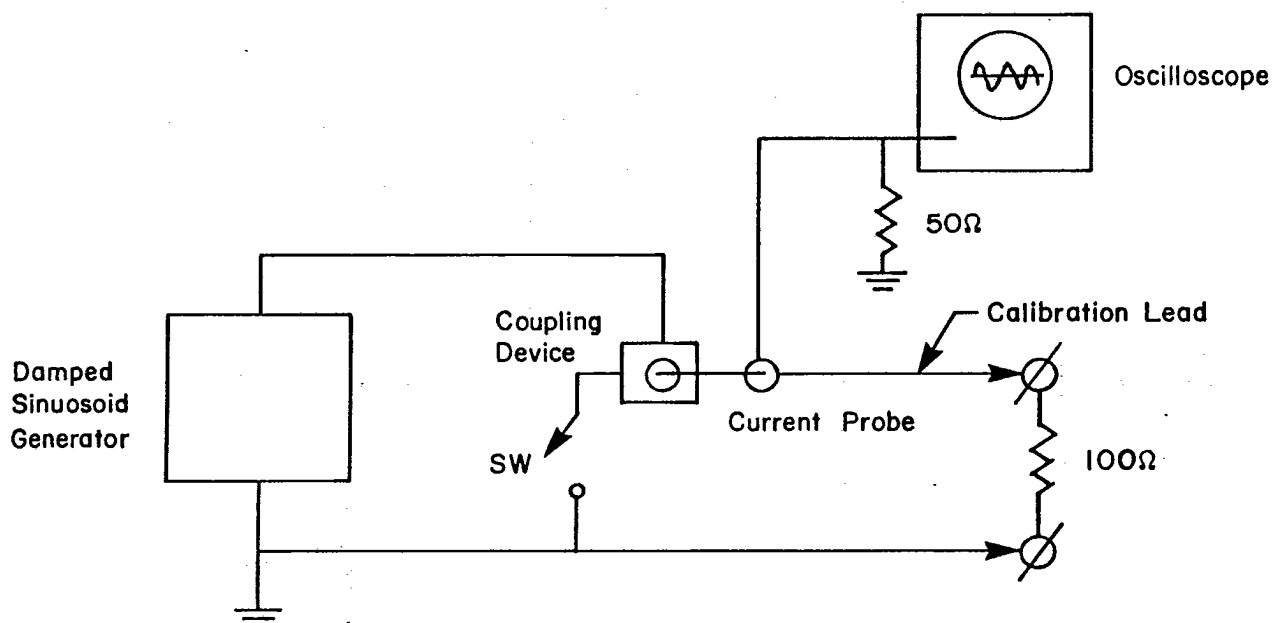 Oscilloscope
50Ω
Calibration Lead
Coupling
Device
Damped
Sinuosoid
Generator
Current Probe
SW
100Ω